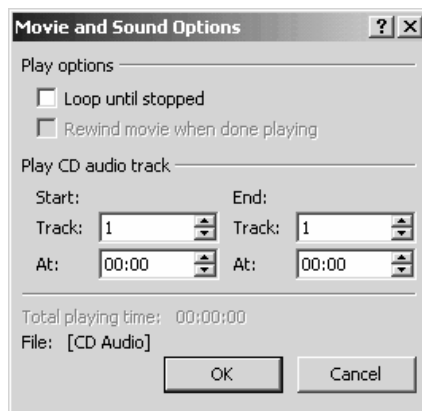 Movie and Sound Options
Play options
Loop until stopped
Rewind movie when done playing
Play CD audio track
Start: End:
Track: 1 Track: 1
At: 00:00 At: 00:00
Total playing time: 00:00:00
File: [CD Audio]
OK Cancel